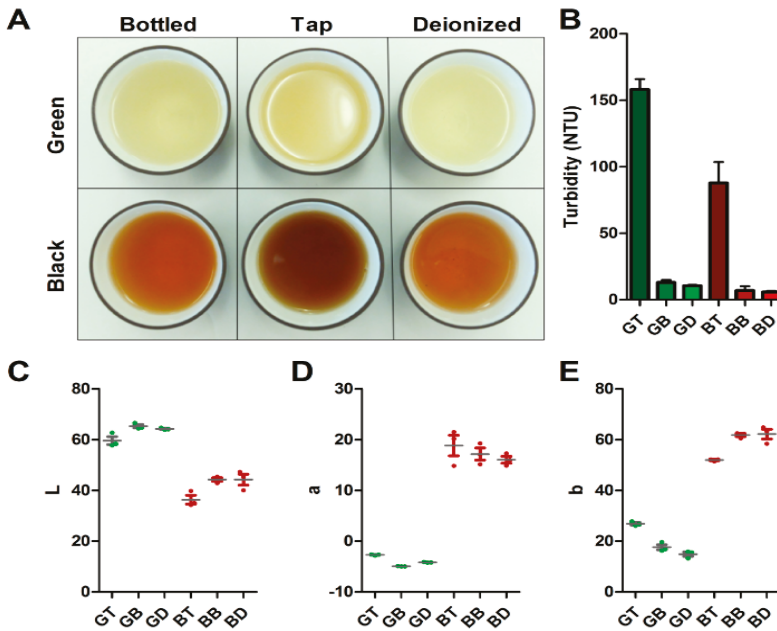 A
Bottled Tap Deionized
Green
Black
B
Turbidity (NTU)
200
150
100
50
0
GT GB GD BT BB BD
C
L
80
60
40
20
0
GT GB GD BT BB BD
D
a
30
20
10
0
-10
GT GB GD BT BB BD
E
b
80
60
40
20
0
GT GB GD BT BB BD